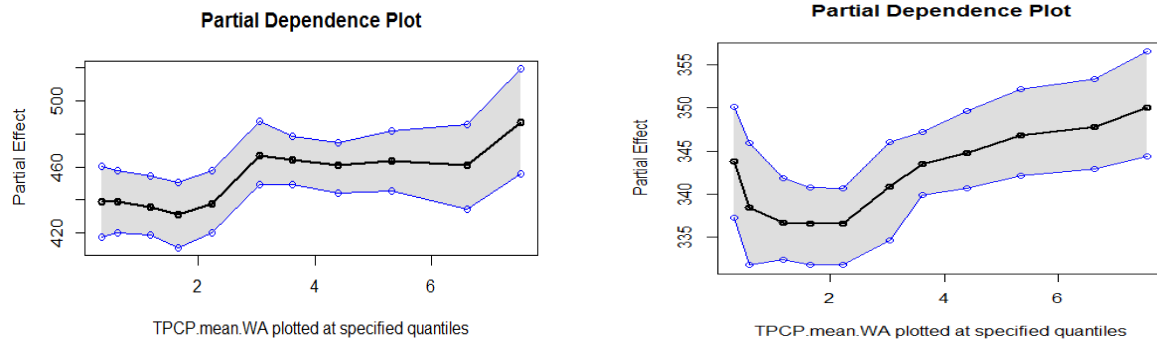 Partial Dependence Plot
Partial Effect
500
460
420
2
4
6
TPCP.mean.WA plotted at specified quantiles
Partial Dependence Plot
Partial Effect
355
350
345
340
335
2
4
6
TPCP.mean.WA plotted at specified quantiles